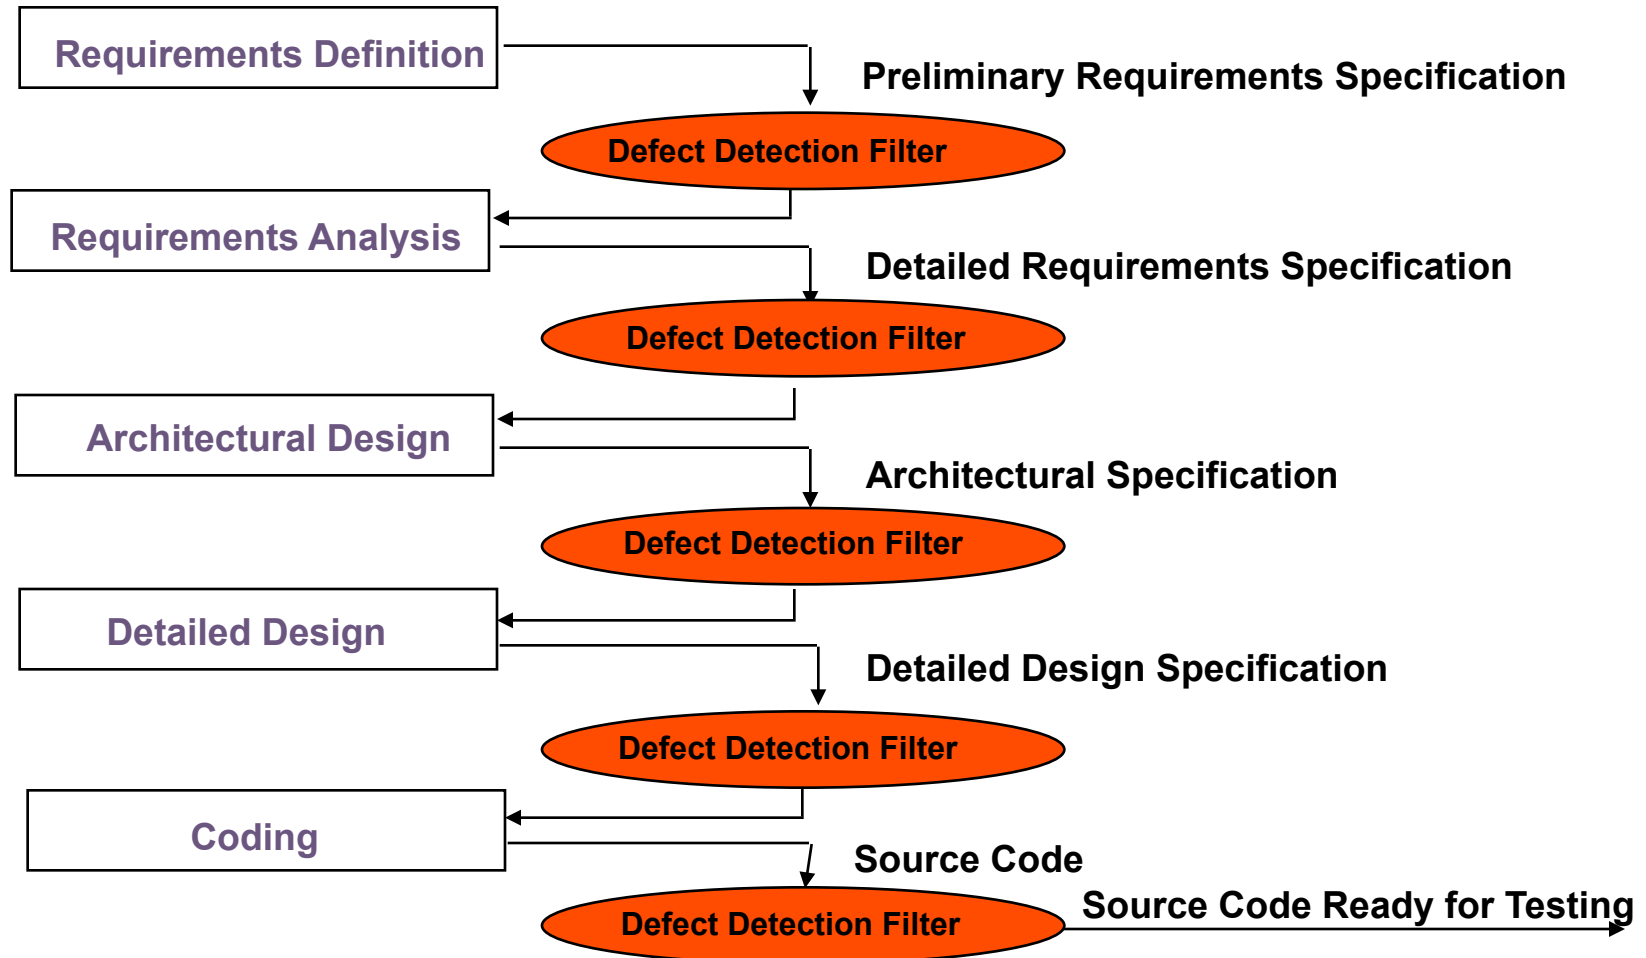 Requirements Definition
Preliminary Requirements Specification
Defect Detection Filter
Requirements Analysis
Detailed Requirements Specification
Defect Detection Filter
Architectural Design
Architectural Specification
Defect Detection Filter
Detailed Design
Detailed Design Specification
Defect Detection Filter
Coding
Source Code
Defect Detection Filter
Source Code Ready for Testing